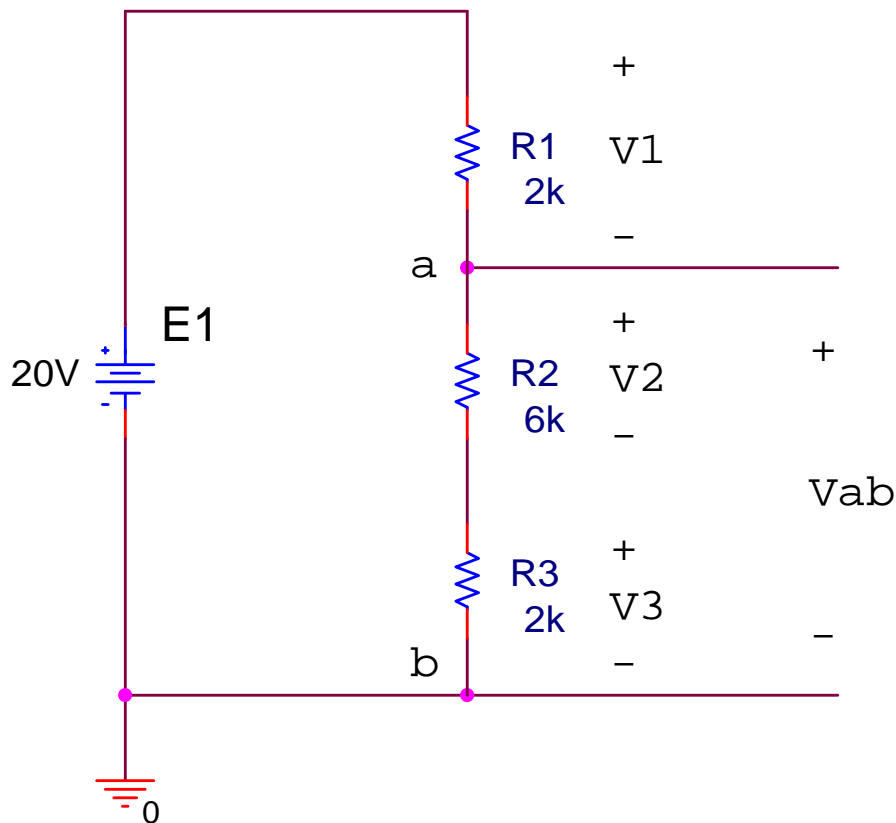 +
R1 V1
2k
-
a
E1
+
20V
-
+
R2 V2
6k
-
+
Vab
-
+
R3 V3
2k
-
b
0